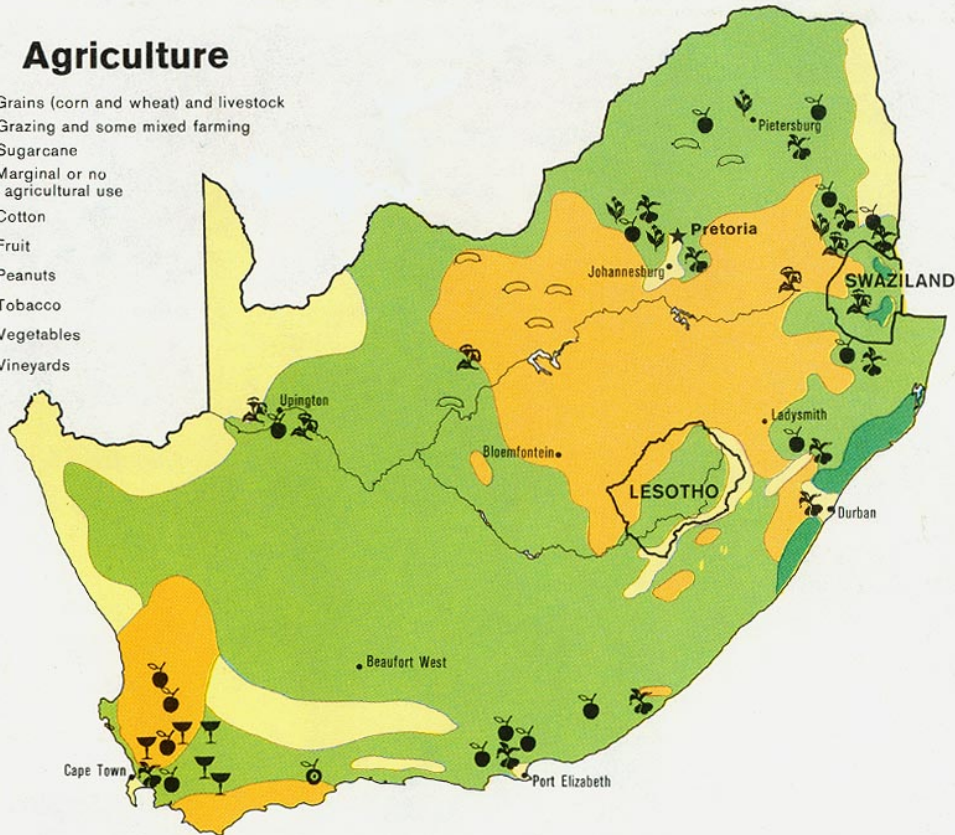 Agriculture
Grains (corn and wheat) and livestock
Grazing and some mixed farming
Sugarcane
Marginal or no
agricultural use
Cotton
Fruit
Peanuts
Tobacco
Vegetables
Vineyards
Pietersburg
Pretoria
Johannesburg
SWAZILAND
Upington
Ladysmith
Bloemfontein
LESOTHO
Durban
Beaufort West
Cape Town
Port Elizabeth